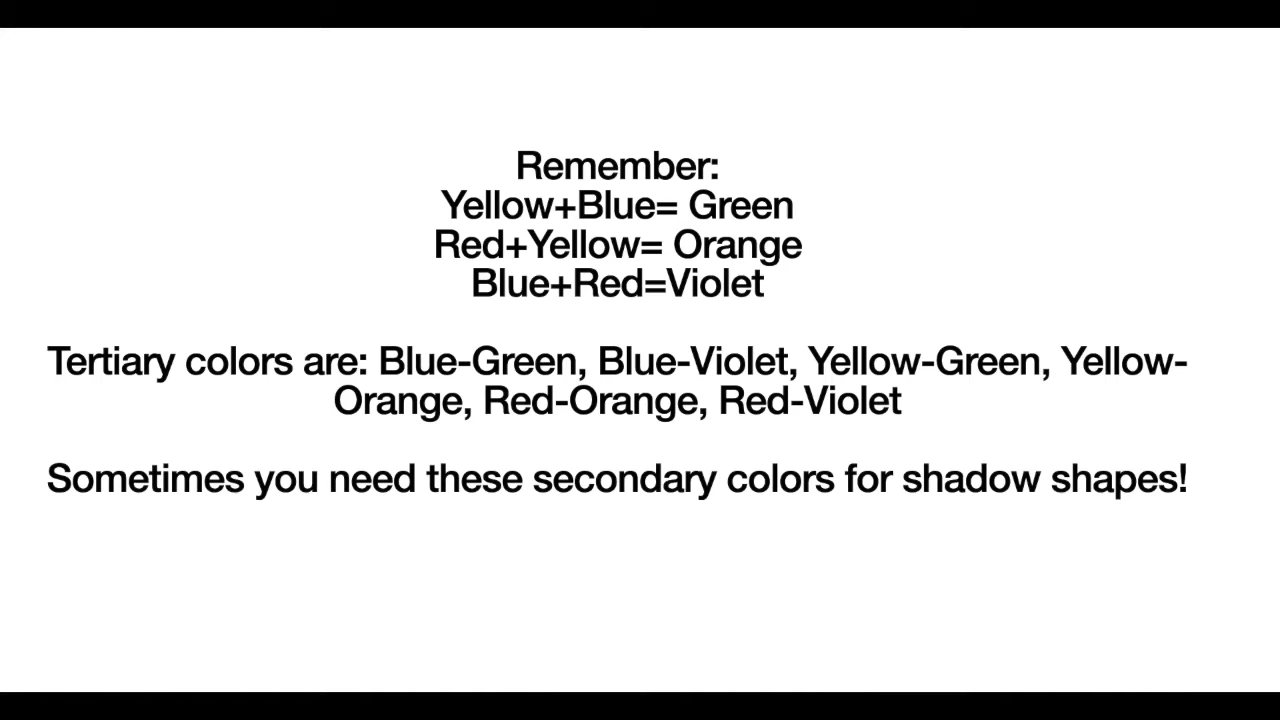 Remember:
Yellow+Blue= Green
Red+Yellow= Orange
Blue+Red=Violet
Tertiary colors are: Blue-Green, Blue-Violet, Yellow-Green, Yellow-
Orange, Red-Orange, Red-Violet
Sometimes you need these secondary colors for shadow shapes!